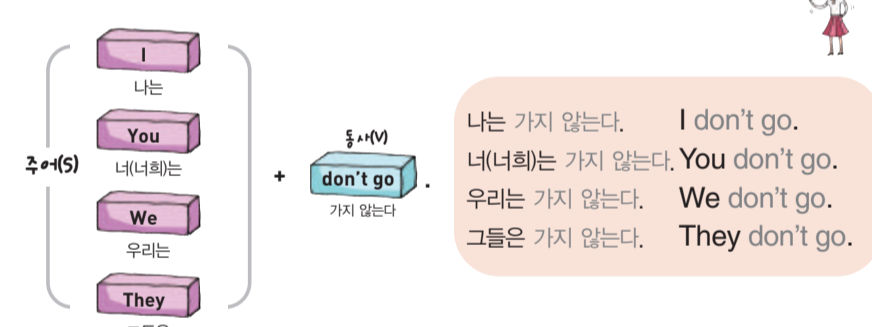 주어(S)
I
나는
You
너(너희)는
We
우리는
They
+
동사(V)
don't go
가지 않는다
.
나는 가지 않는다. I don't go.
너(너희)는 가지 않는다. You don't go.
우리는 가지 않는다. We don't go.
그들은 가지 않는다. They don't go.